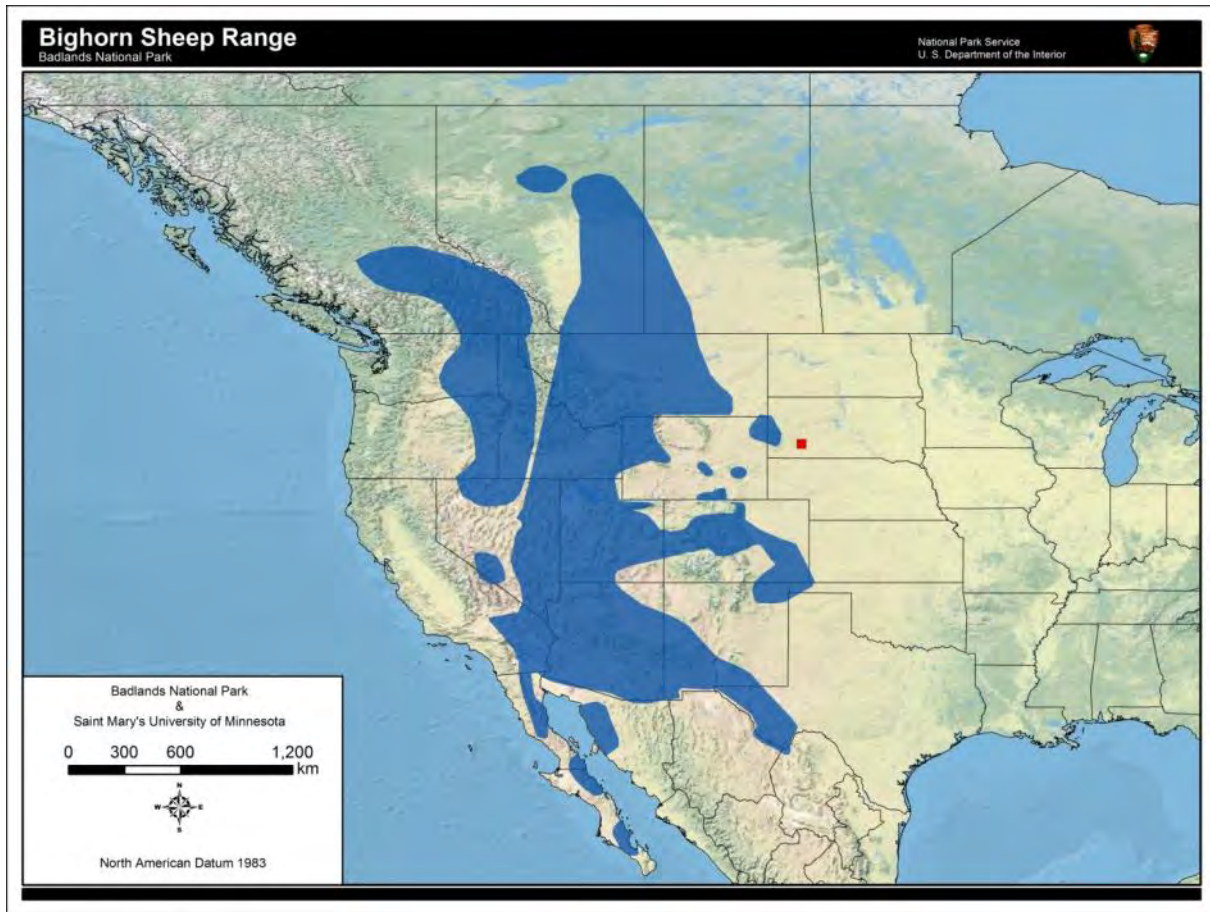 Bighorn Sheep Range
Badlands National Park
National Park Service
U. S. Department of the Interior
Badlands National Park
&
Saint Mary's University of Minnesota
0 300 600 1,200
km
N
W E
S
North American Datum 1983